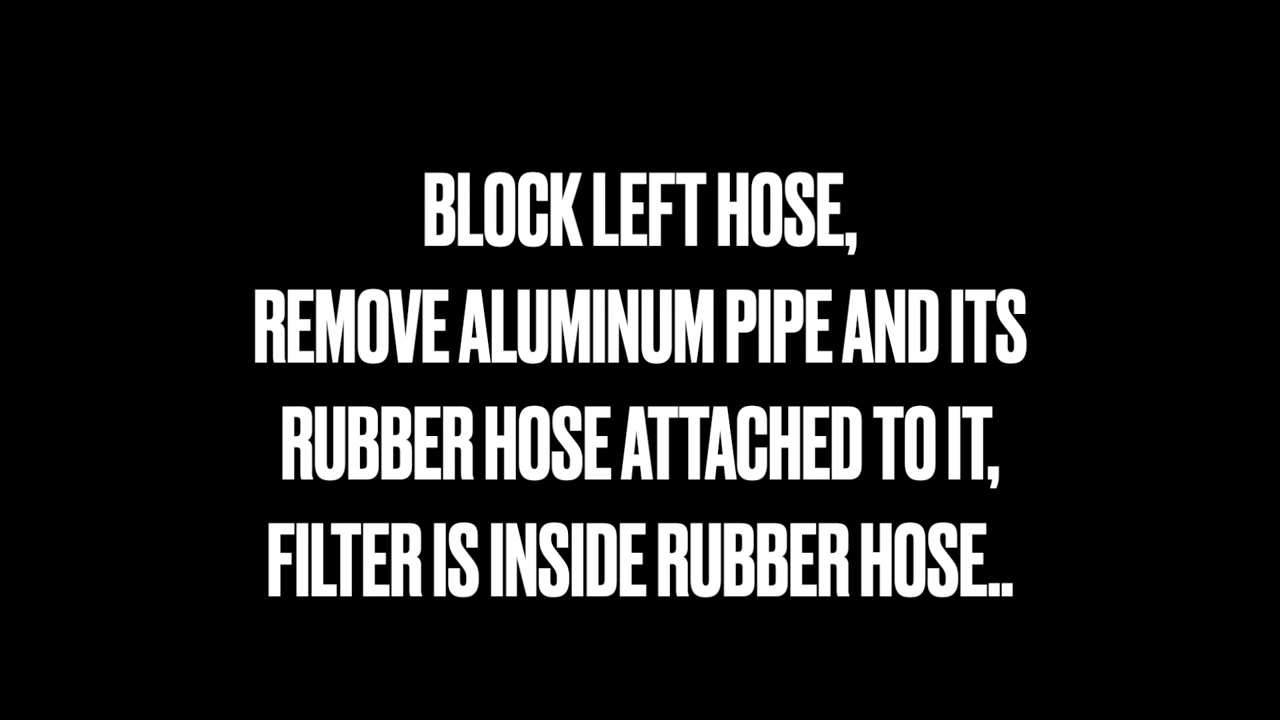 BLOCK LEFT HOSE,
REMOVE ALUMINUM PIPE AND ITS
RUBBER HOSE ATTACHED TO IT,
FILTER IS INSIDE RUBBER HOSE..